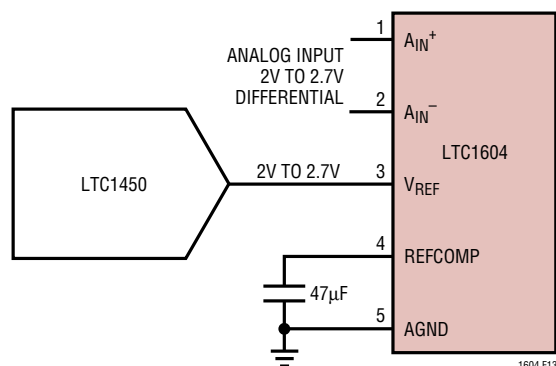 1
A_IN^+
ANALOG INPUT
2V TO 2.7V
DIFFERENTIAL
2
A_IN^–
LTC1604
LTC1450
2V TO 2.7V
3
V_REF
4
REFCOMP
47µF
5
AGND
1604 F13